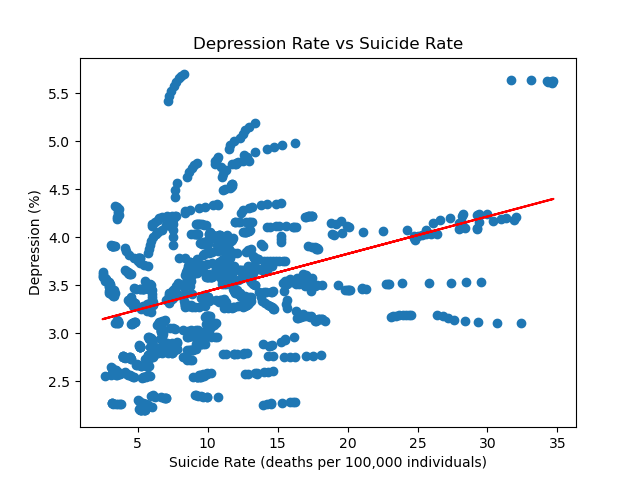 Depression Rate vs Suicide Rate
5.5
5.0
4.5
4.0
3.5
3.0
2.5
Depression (%)
5 10 15 20 25 30 35
Suicide Rate (deaths per 100,000 individuals)